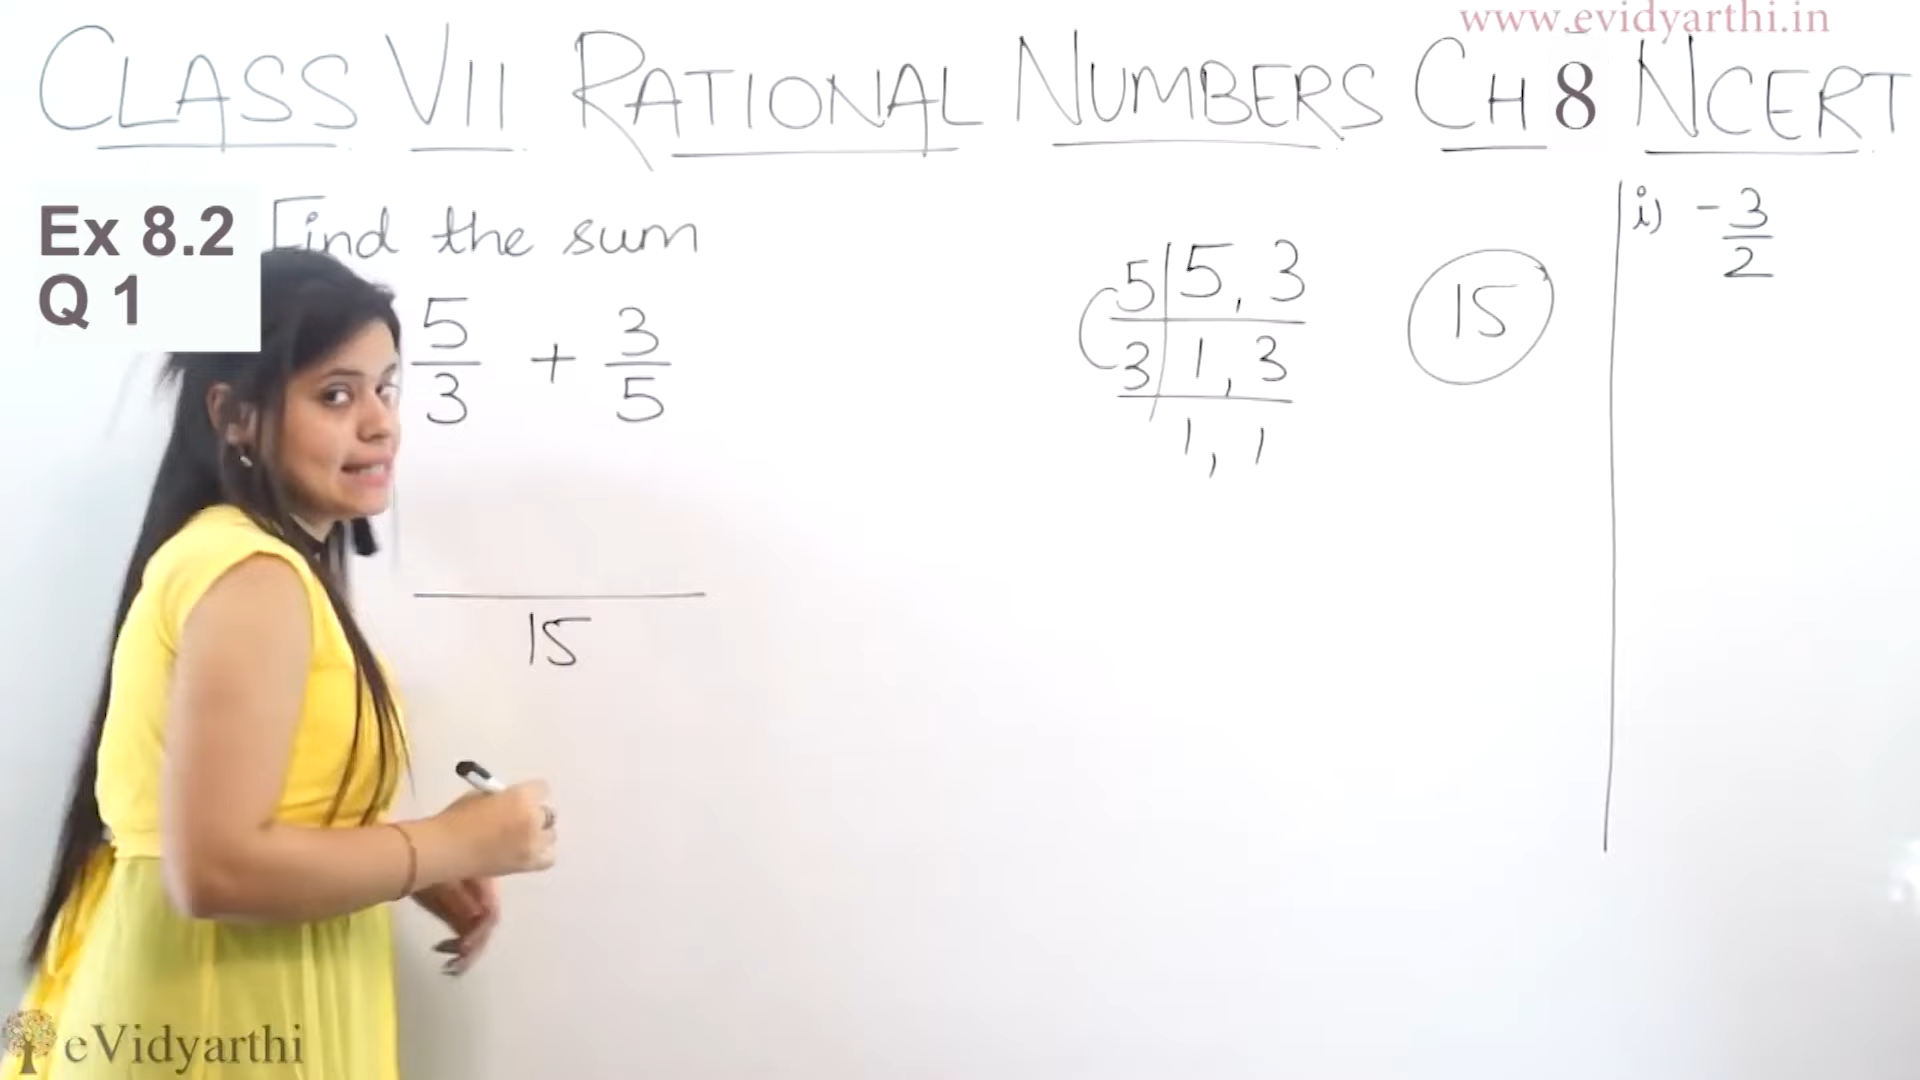 www.evidyarthi.in
CLASS VII RATIONAL NUMBERS CH 8 NCERT
Ex 8.2
Q 1
Find the sum
5/3 + 3/5
15
5 | 5, 3
3 | 1, 3
1, 1
15
i) -3/2
eVidyarthi